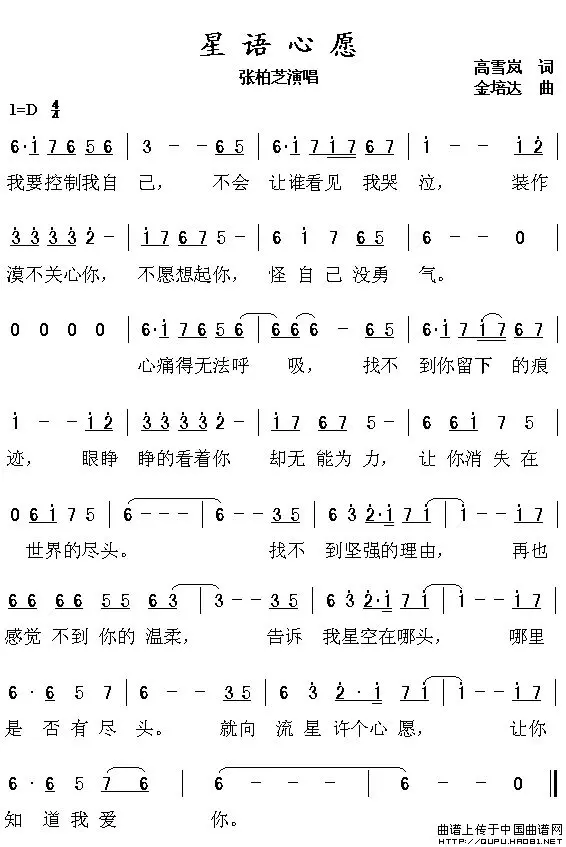 星语心愿
张柏芝演唱
高雪岚 词
金培达 曲
1=D 4/4
6·i 7 6 5 6 | 3 - - 6 5 | 6·i 7 i 7 6 7 | i - - i 2 |
我要控制我自 己， 不会 让谁看见 我哭 泣， 装作
3 3 3 3 2 - | i 7 6 7 5 - | 6 i 7 6 5 | 6 - - 0
漠不关心你， 不愿想起你， 怪 自 己 没勇 气。
0 0 0 0 | 6·i 7 6 5 6 | 6 6 6 - 6 5 | 6·i 7 i 7 6 7 |
心痛得无法呼 吸， 找不 到你留下 的痕
i - - i 2 | 3 3 3 3 2 - | i 7 6 7 5 · | 6 6 i 7 5 |
迹， 眼睁 睁的看着你 却无 能为 力， 让 你消 失 在
0 6 i 7 5 | 6 - - - | 6 - - 3 5 | 6 3 2·i 7 i | i - - i 7 |
世界的尽头。 找不 到坚强的理由， 再也
6 6 6 6 5 5 6 3 | 3 - - 3 5 | 6 3 2·i 7 i | i - - i 7 |
感觉 不到 你的 温柔， 告诉 我星空在哪头， 哪里
6 · 6 5 7 | 6 - - 3 5 | 6 3 2 · i 7 i | i - - i 7 |
是 否 有 尽 头。 就向 流 星 许个心 愿， 让你
6 · 6 5 7 6 | 6 - - - | 6 - - 0 ‖
知 道 我 爱 你。
曲谱上传于中国曲谱网
HTTP://QUPU.HAO81.NET